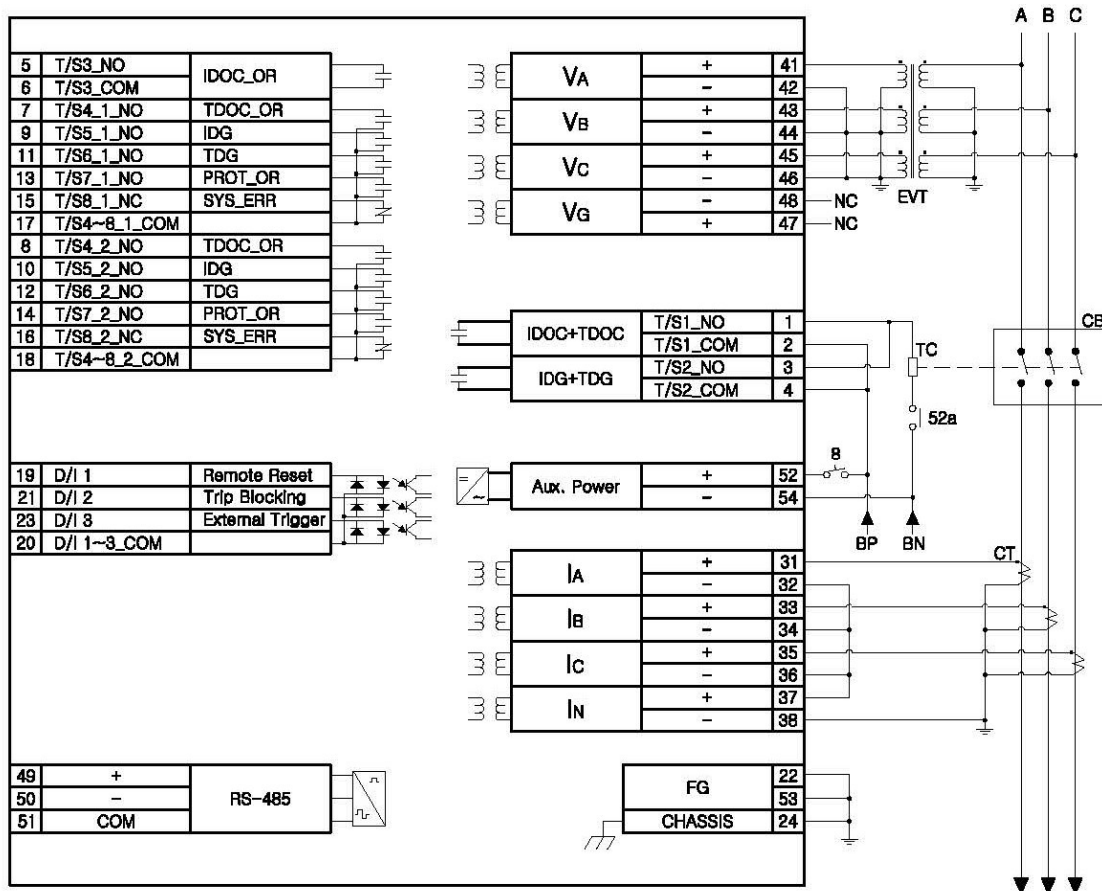 A B C
5 T/S3_NO IDOC_OR
6 T/S3_COM
7 T/S4_1_NO TDOC_OR
9 T/S5_1_NO IDG
11 T/S6_1_NO TDG
13 T/S7_1_NO PROT_OR
15 T/S8_1_NC SYS_ERR
17 T/S4~8_1_COM
8 T/S4_2_NO TDOC_OR
10 T/S5_2_NO IDG
12 T/S6_2_NO TDG
14 T/S7_2_NO PROT_OR
16 T/S8_2_NC SYS_ERR
18 T/S4~8_2_COM
19 D/I 1 Remote Reset
21 D/I 2 Trip Blocking
23 D/I 3 External Trigger
20 D/I 1~3_COM
49 +
50 - RS-485
51 COM
VA + 41
- 42
VB + 43
- 44
VC + 45
- 46
VG - 48 NC
+ 47 NC
EVT
IDOC+TDOC T/S1_NO 1
T/S1_COM 2
IDG+TDG T/S2_NO 3
T/S2_COM 4
CB
TC
52a
8
Aux. Power + 52
- 54
BP BN
CT
IA + 31
- 32
IB + 33
- 34
IC + 35
- 36
IN + 37
- 38
FG 22
53
CHASSIS 24